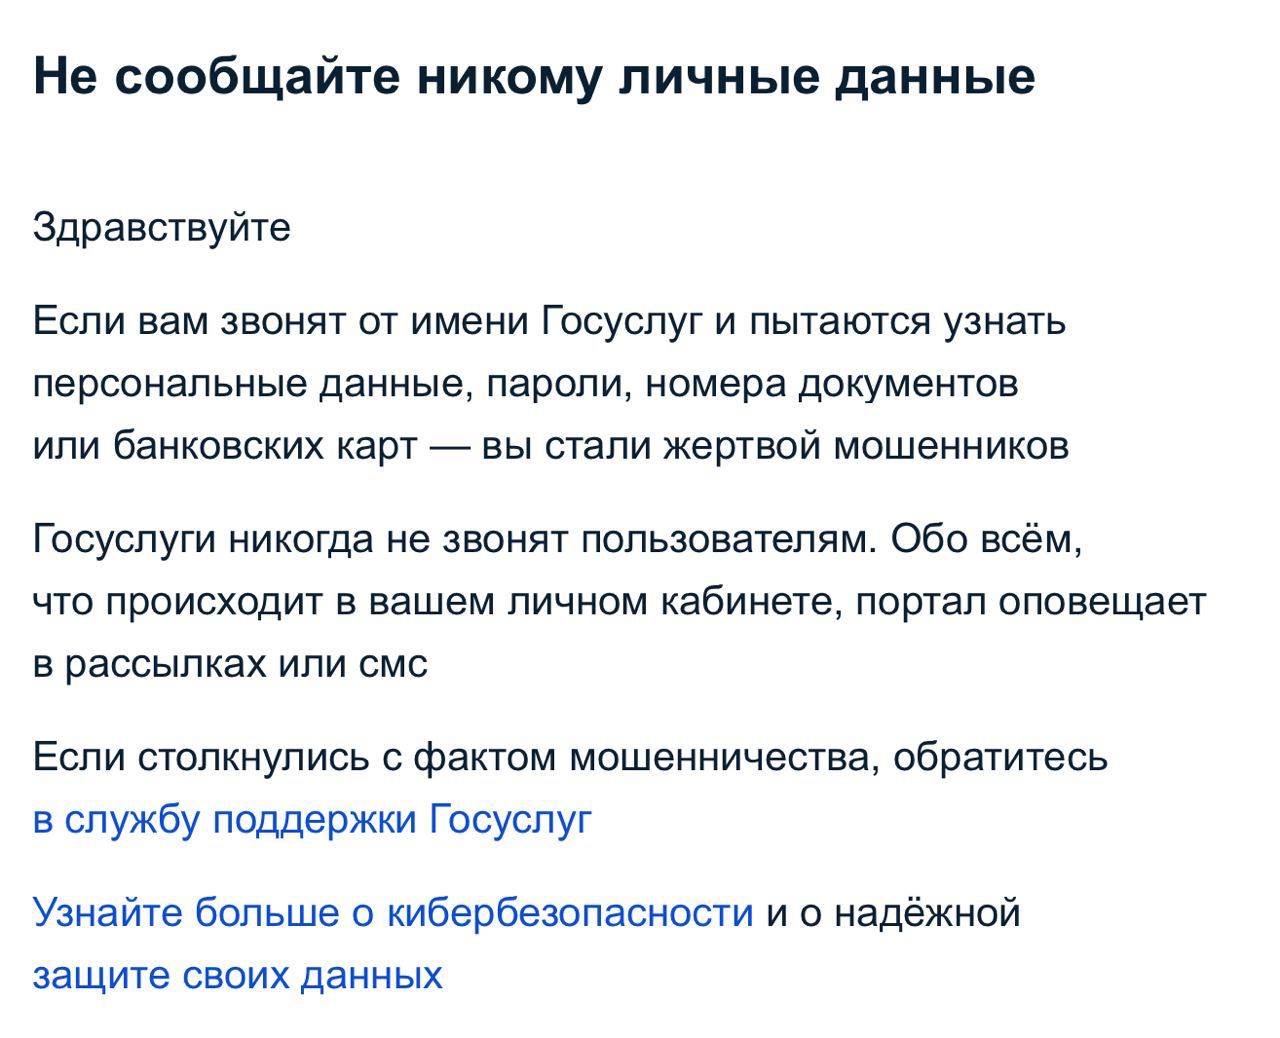 Не сообщайте никому личные данные
Здравствуйте
Если вам звонят от имени Госуслуг и пытаются узнать
персональные данные, пароли, номера документов
или банковских карт — вы стали жертвой мошенников
Госуслуги никогда не звонят пользователям. Обо всём,
что происходит в вашем личном кабинете, портал оповещает
в рассылках или смс
Если столкнулись с фактом мошенничества, обратитесь
в службу поддержки Госуслуг
Узнайте больше о кибербезопасности и о надёжной
защите своих данных